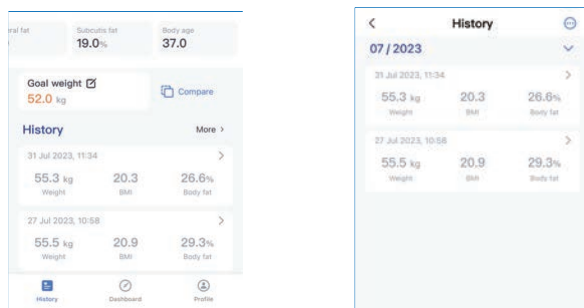 ral fat Subcutis fat Body age
19.0% 37.0
Goal weight
52.0 kg Compare
History More >
31 Jul 2023, 11:34 >
55.3 kg 20.3 26.6%
Weight BMI Body fat
27 Jul 2023, 10:58 >
55.5 kg 20.9 29.3%
Weight BMI Body fat
History Dashboard Profile
< History
07 / 2023
31 Jul 2023, 11:34 >
55.3 kg 20.3 26.6%
Weight BMI Body fat
27 Jul 2023, 10:58 >
55.5 kg 20.9 29.3%
Weight BMI Body fat